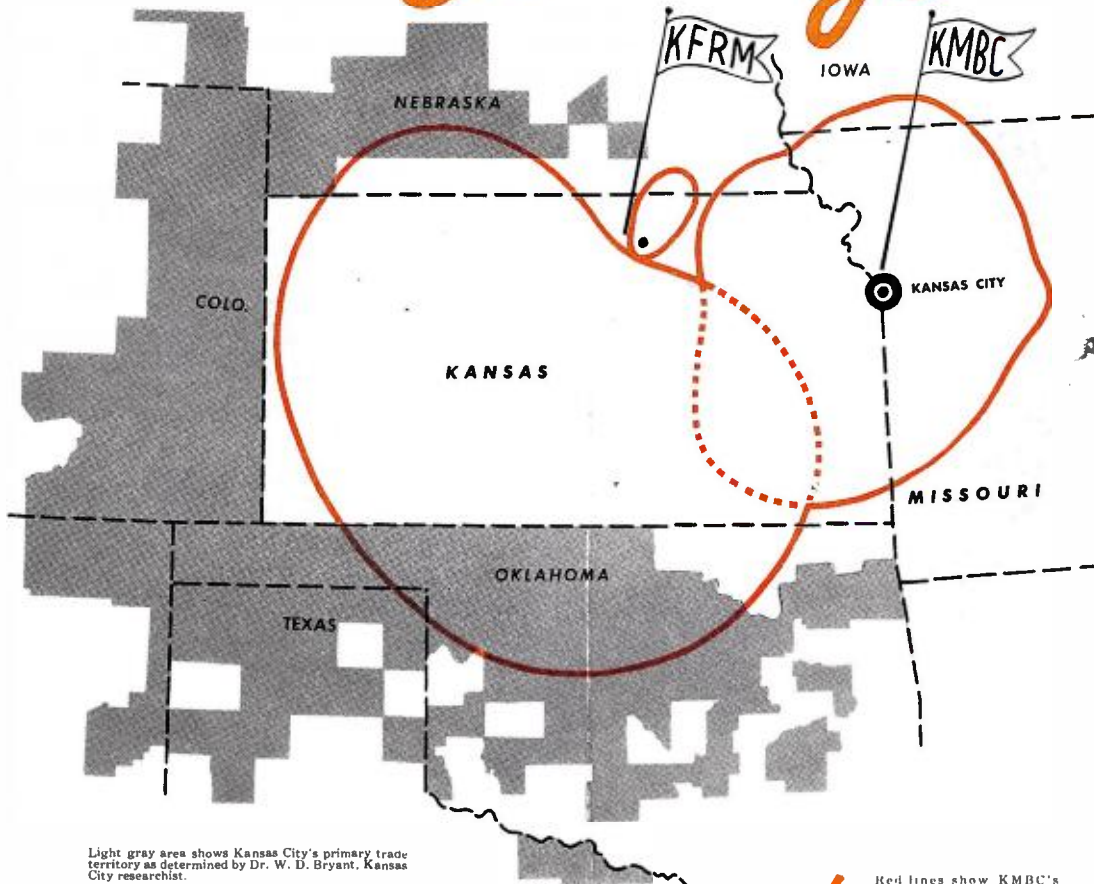 KFRM
KMBC
IOWA
NEBRASKA
COLO.
KANSAS CITY
KANSAS
MISSOURI
OKLAHOMA
TEXAS
Light gray area shows Kansas City's primary trade
territory as determined by Dr. W. D. Bryant, Kansas
City researchist.
Red lines show KMBC's